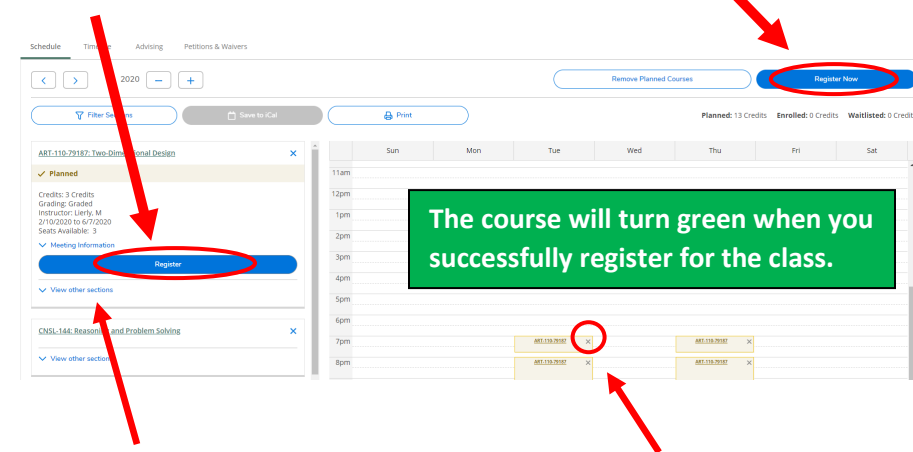 Schedule Advising Petitions & Waivers
< > 2020 − +
Remove Planned Courses Register Now
Filter Sections Save to iCal Print
Planned: 13 Credits Enrolled: 0 Credits Waitlisted: 0 Credit
ART-110-79187: Two-Dimensional Design ×
✓ Planned
Credits: 3 Credits
Grading: Graded
Instructor: Lierly, M
2/10/2020 to 6/7/2020
Seats Available: 3
Meeting Information
Register
View other sections
CNSL-144: Reasoning and Problem Solving ×
View other sections
Sun Mon Tue Wed Thu Fri Sat
11am
12pm
1pm
2pm
3pm
4pm
5pm
6pm
7pm
8pm
The course will turn green when you
successfully register for the class.
ART-110-79187 × ART-110-79187 ×
ART-110-79187 × ART-110-79187 ×